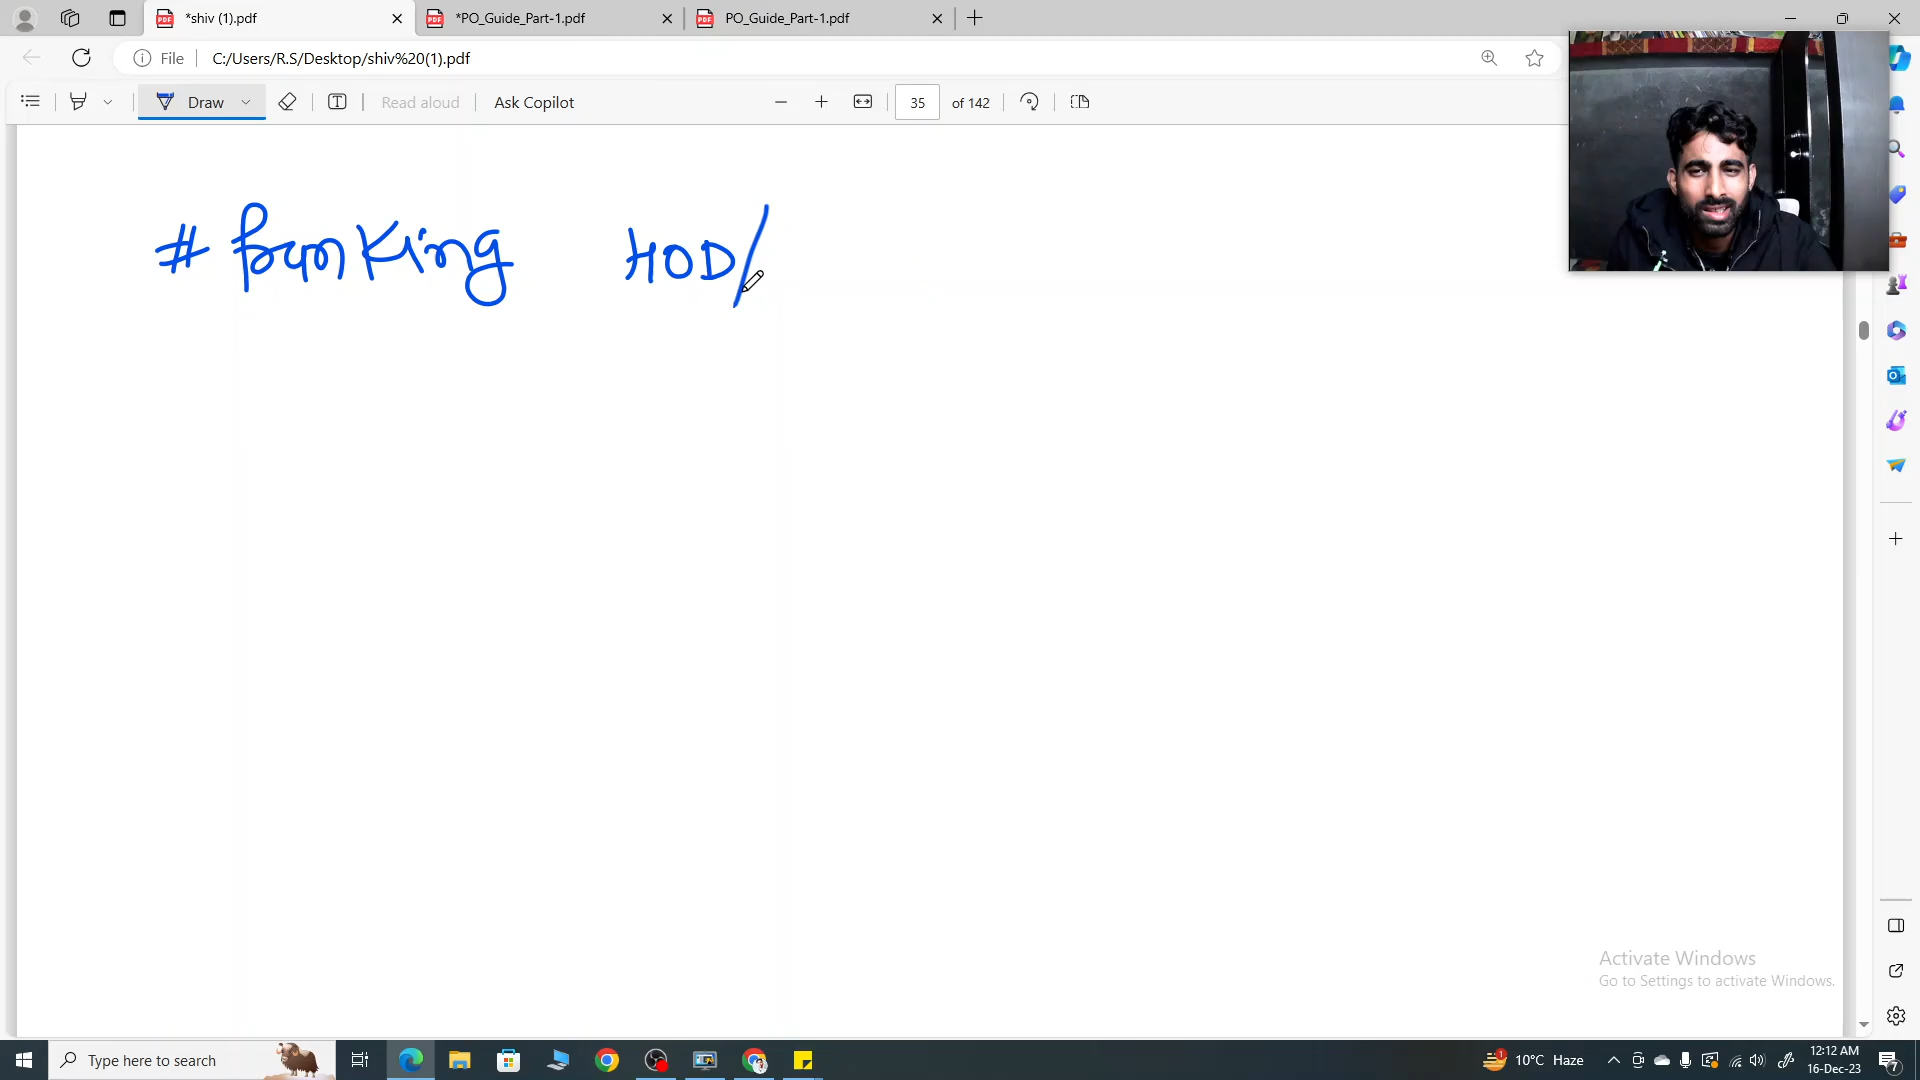 *shiv (1).pdf
*PO_Guide_Part-1.pdf
PO_Guide_Part-1.pdf
File
C:/Users/R.S/Desktop/shiv%20(1).pdf
Draw
Read aloud
Ask Copilot
35 of 142
# franking HOD/
Activate Windows
Go to Settings to activate Windows.
Type here to search
10°C Haze
12:12 AM
16-Dec-23